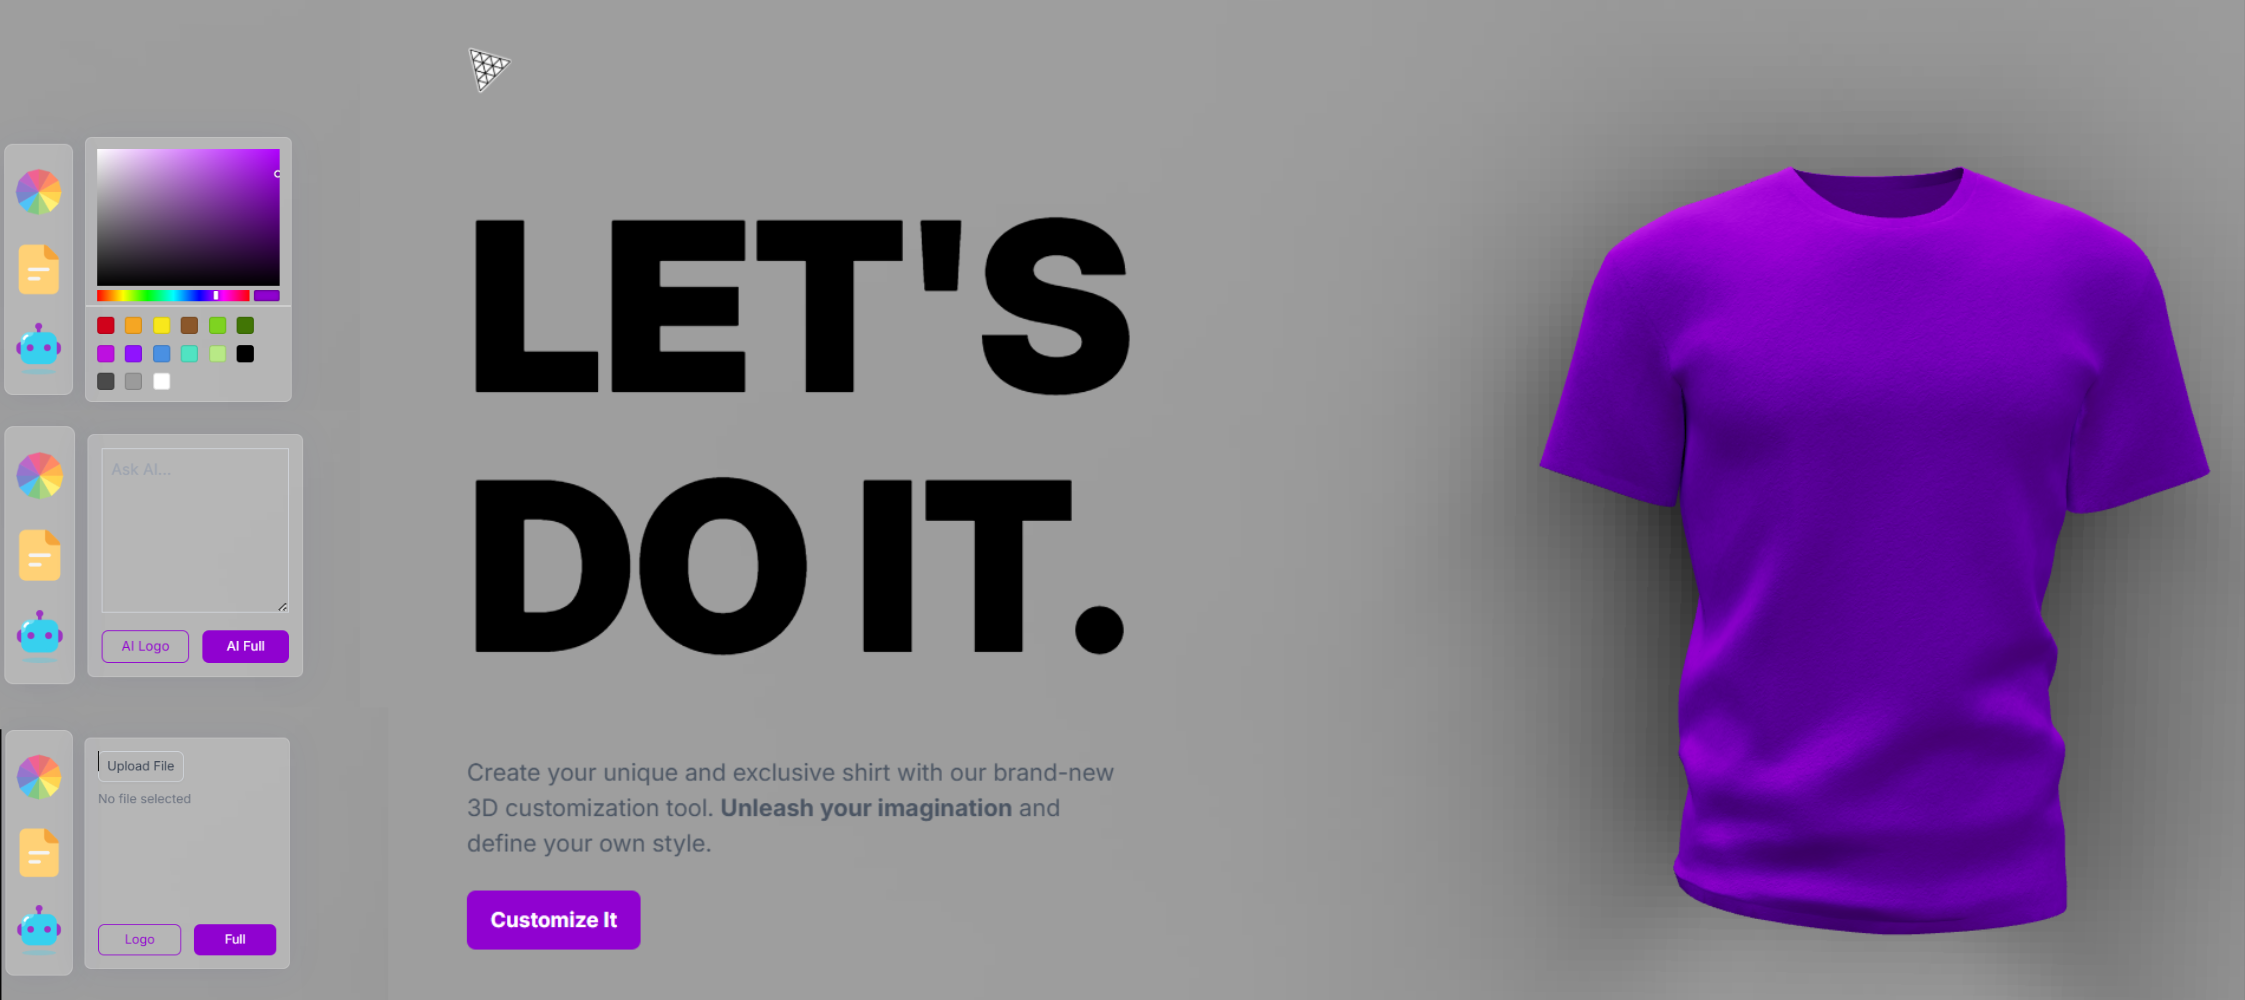 LET'S
DO IT.
Create your unique and exclusive shirt with our brand-new
3D customization tool. Unleash your imagination and
define your own style.
Customize It
Ask AI...
AI Logo
AI Full
Upload File
No file selected
Logo
Full